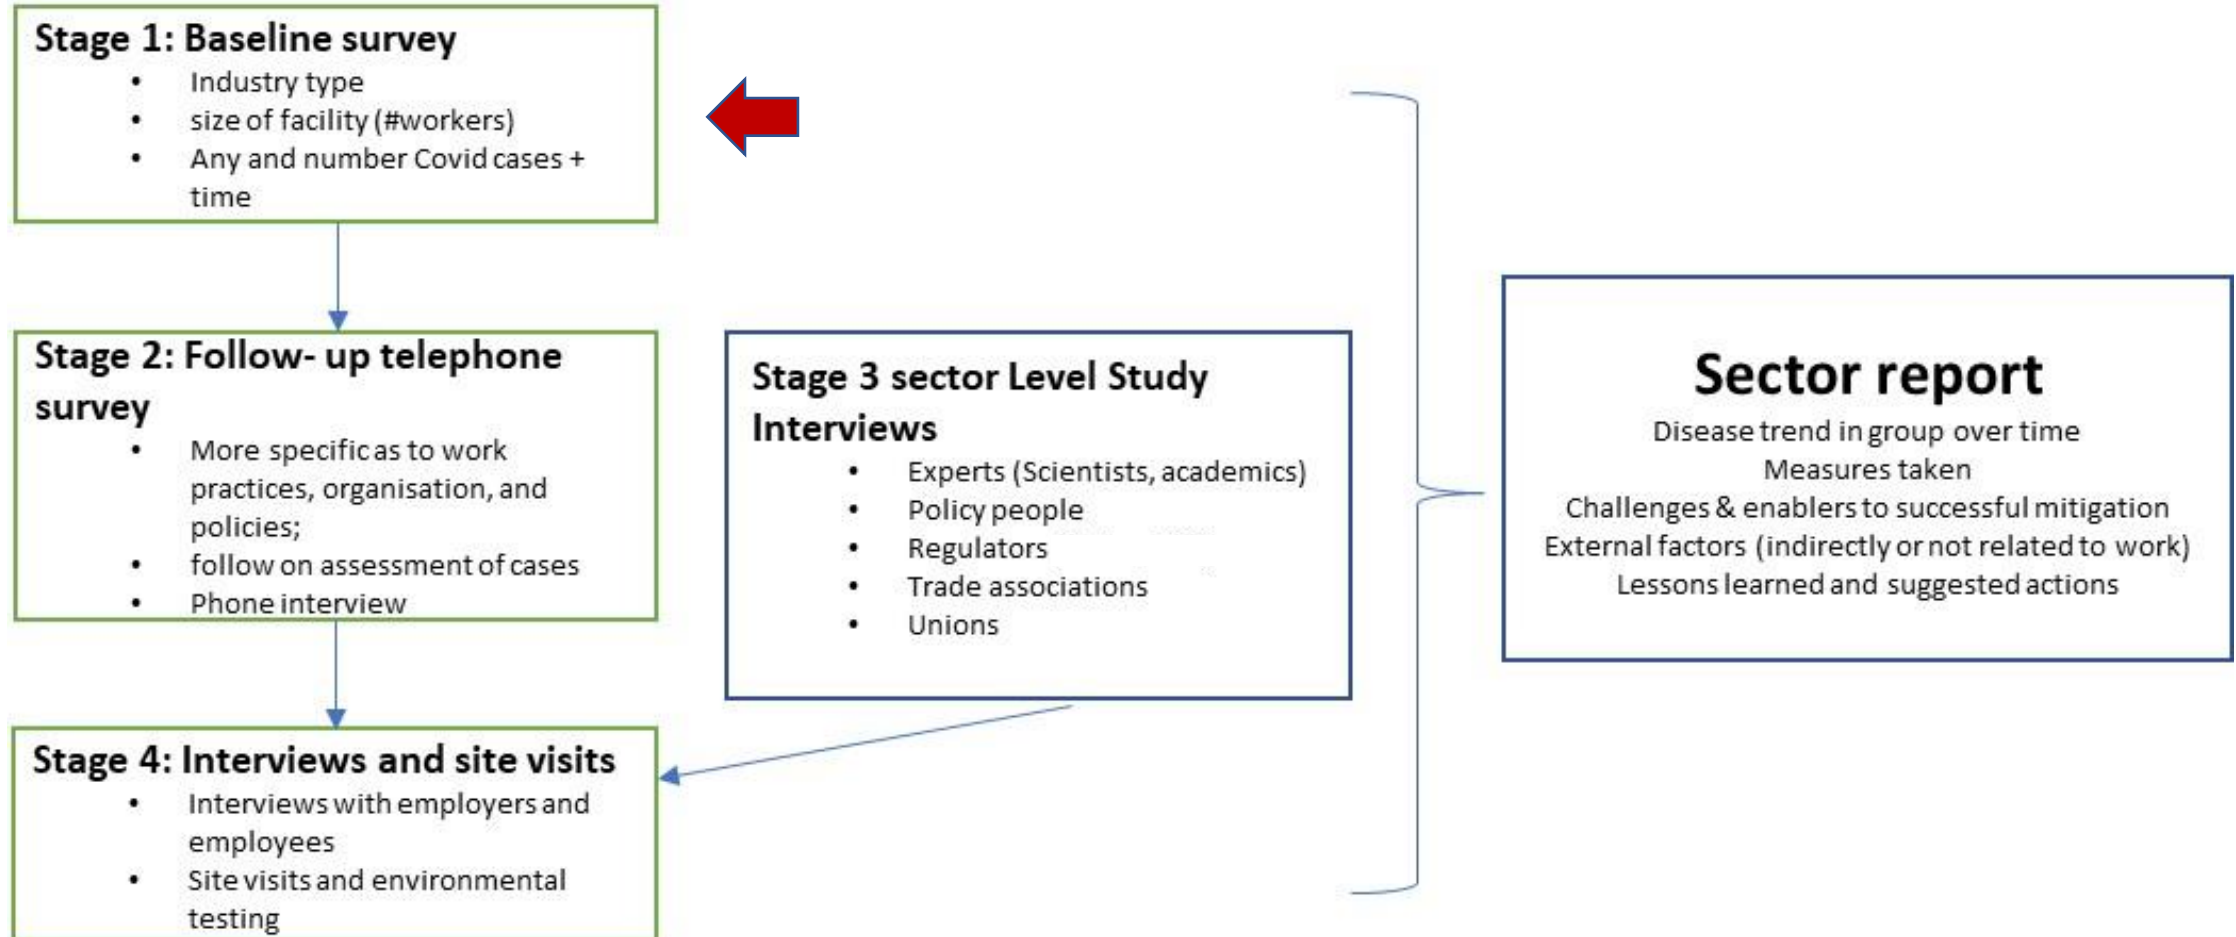 Stage 1: Baseline survey
• Industry type
• size of facility (#workers)
• Any and number Covid cases +
time
Stage 2: Follow- up telephone
survey
• More specific as to work
practices, organisation, and
policies;
• follow on assessment of cases
• Phone interview
Stage 3 sector Level Study
Interviews
• Experts (Scientists, academics)
• Policy people
• Regulators
• Trade associations
• Unions
Stage 4: Interviews and site visits
• Interviews with employers and
employees
• Site visits and environmental
testing
Sector report
Disease trend in group over time
Measures taken
Challenges & enablers to successful mitigation
External factors (indirectly or not related to work)
Lessons learned and suggested actions